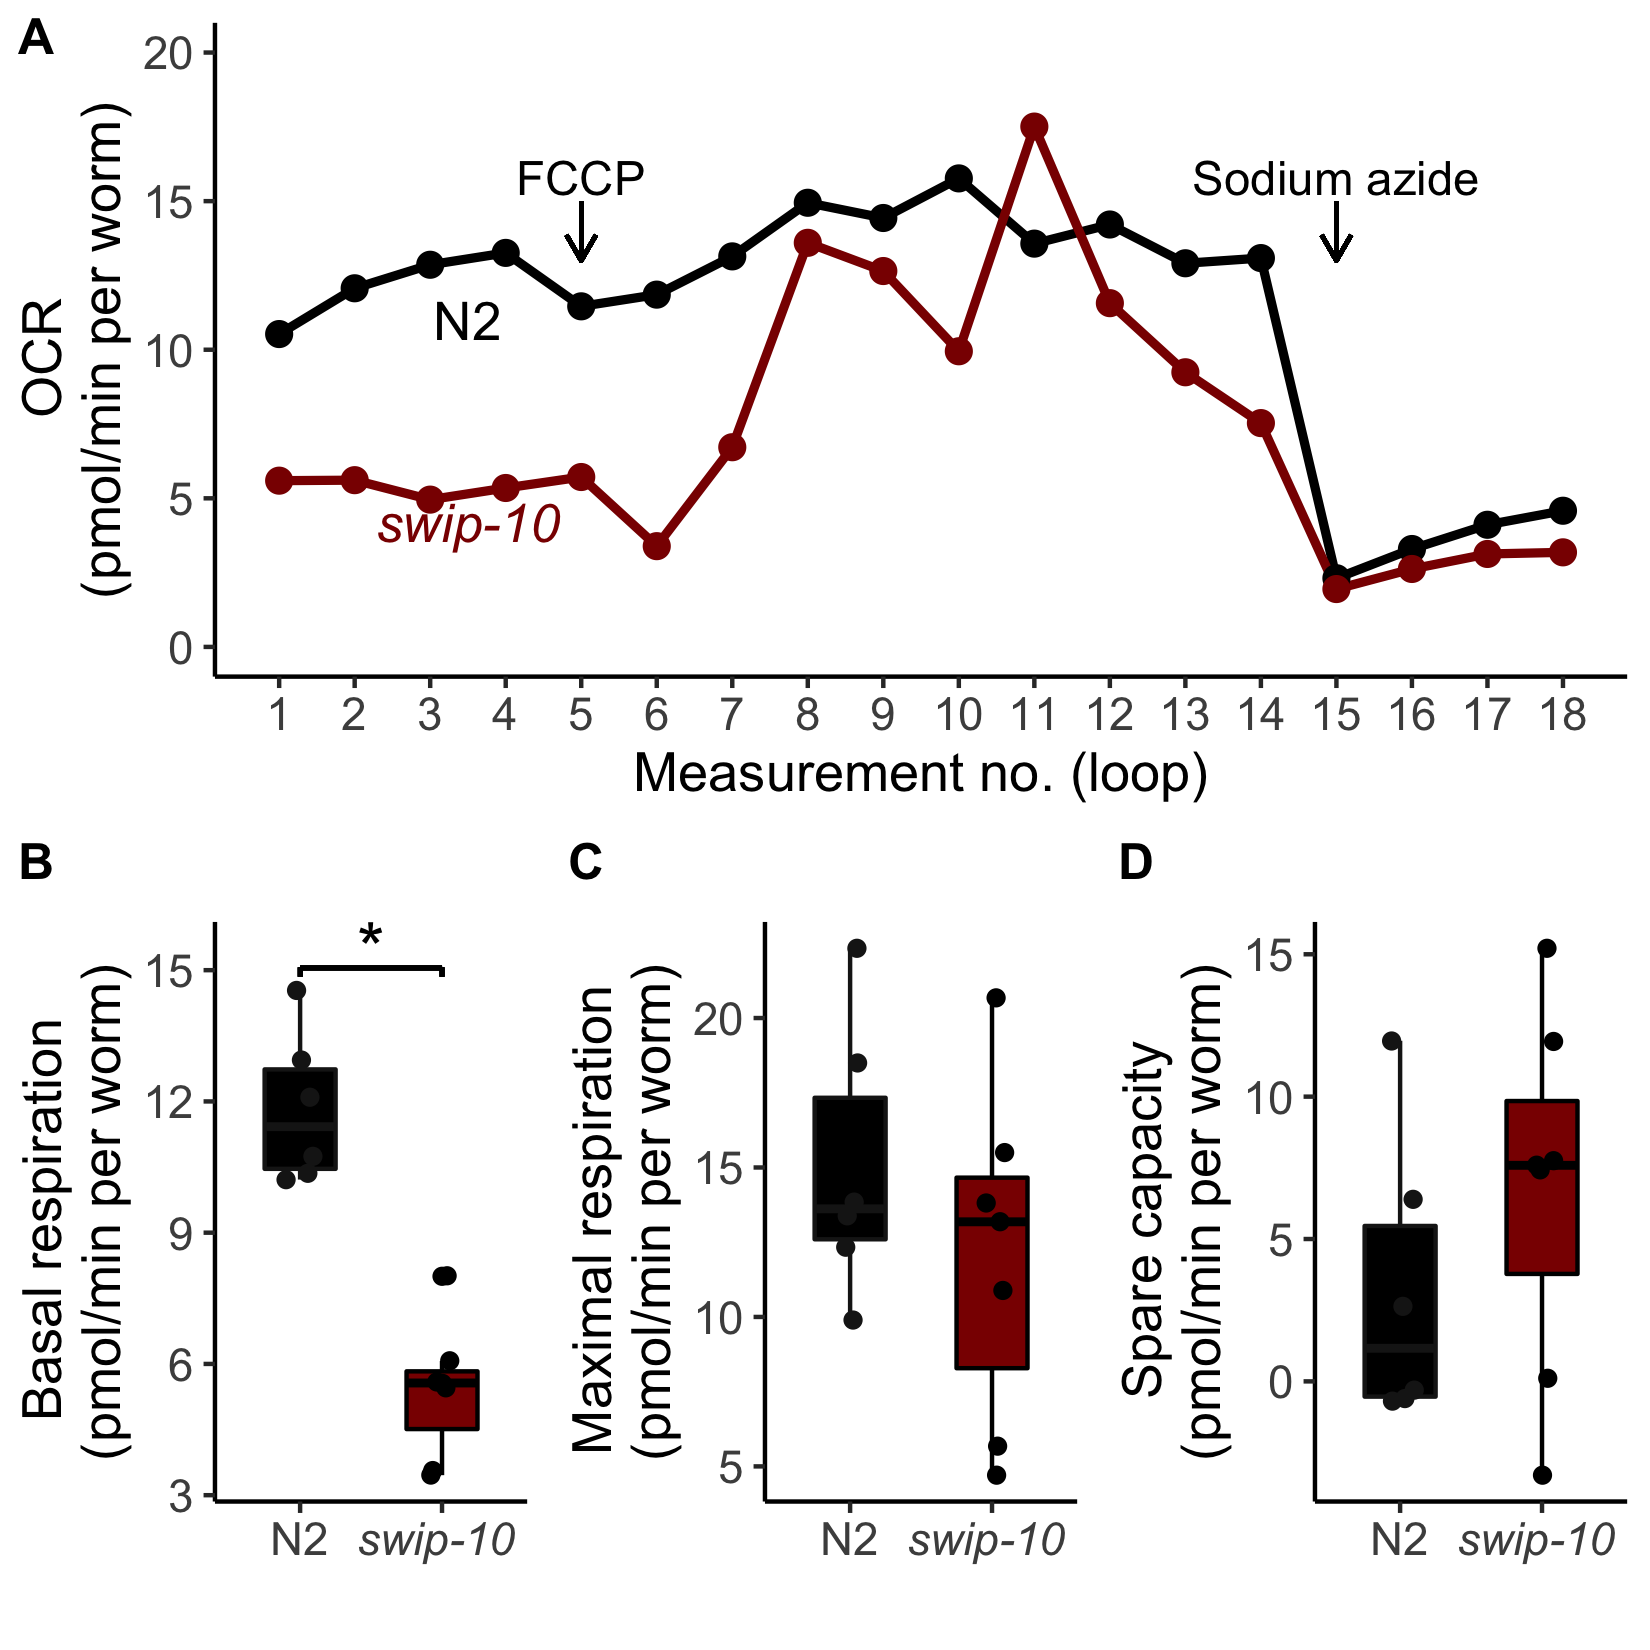 A
20
15
10
5
0
OCR
(pmol/min per worm)
FCCP
Sodium azide
N2
swip-10
1 2 3 4 5 6 7 8 9 10 11 12 13 14 15 16 17 18
Measurement no. (loop)
B
15
12
9
6
3
Basal respiration
(pmol/min per worm)
*
N2 swip-10
C
20
15
10
5
Maximal respiration
(pmol/min per worm)
N2 swip-10
D
15
10
5
0
Spare capacity
(pmol/min per worm)
N2 swip-10